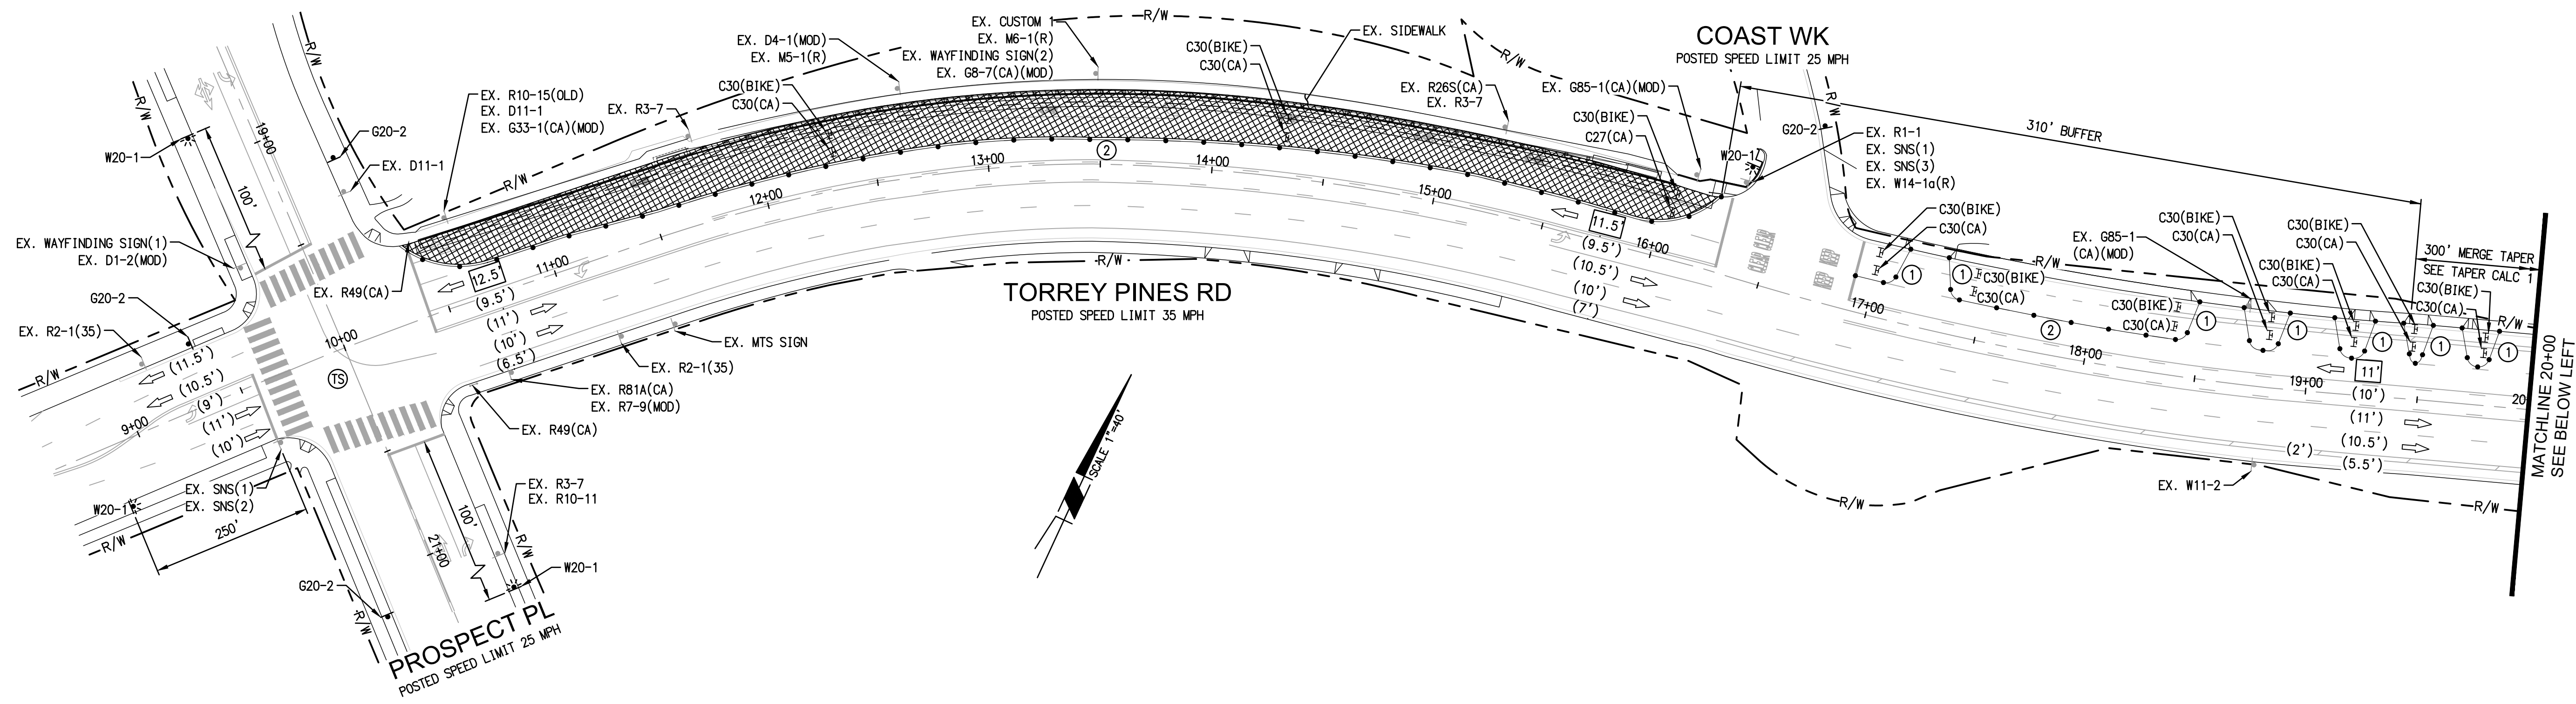 R/W
R/W
19+00
W20-1
100'
G20-2
EX. D11-1
EX. R10-15(OLD)
EX. D11-1
EX. G33-1(CA)(MOD)
R/W
EX. R3-7
EX. D4-1(MOD)
EX. M5-1(R)
C30(BIKE)
C30(CA)
EX. CUSTOM 1
EX. M6-1(R)
EX. WAYFINDING SIGN(2)
EX. G8-7(CA)(MOD)
R/W
C30(BIKE)
C30(CA)
EX. SIDEWALK
R/W
EX. R26S(CA)
EX. R3-7
EX. G85-1(CA)(MOD)
C30(BIKE)
C27(CA)
COAST WK
POSTED SPEED LIMIT 25 MPH
R/W
W20-1
G20-2
EX. R1-1
EX. SNS(1)
EX. SNS(3)
EX. W14-1a(R)
310' BUFFER
300' MERGE TAPER
SEE TAPER CALC 1
EX. WAYFINDING SIGN(1)
EX. D1-2(MOD)
G20-2
EX. R2-1(35)
R/W
EX. R49(CA)
12.5'
(9.5')
(11')
(10')
(6.5')
11+00
12+00
13+00
2
14+00
15+00
16+00
11.5'
(9.5')
(10.5')
(10')
(7')
R/W
TORREY PINES RD
POSTED SPEED LIMIT 35 MPH
C30(BIKE)
C30(CA)
1
1
C30(BIKE)
C30(CA)
R/W
2
C30(BIKE)
C30(CA)
1
EX. G85-1
(CA)(MOD)
C30(BIKE)
C30(CA)
1
C30(BIKE)
C30(CA)
1
C30(BIKE)
C30(CA)
1
C30(BIKE)
C30(CA)
1
R/W
17+00
18+00
19+00
20
11'
(10')
(11')
(10.5')
(2')
(5.5')
MATCHLINE 20+00
SEE BELOW LEFT
10+00
TS
(11.5')
(10.5')
(9')
(11')
(10')
9+00
EX. MTS SIGN
EX. R2-1(35)
EX. R81A(CA)
EX. R7-9(MOD)
EX. R49(CA)
SCALE 1"=40'
EX. W11-2
R/W
R/W
W20-1
EX. SNS(1)
EX. SNS(2)
250'
R/W
100'
21+00
EX. R3-7
EX. R10-11
R/W
W20-1
G20-2
R/W
PROSPECT PL
POSTED SPEED LIMIT 25 MPH